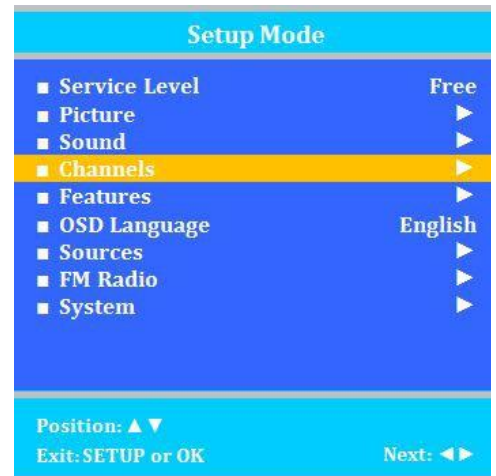 Setup Mode
■ Service Level Free
■ Picture ►
■ Sound ►
■ Channels ►
■ Features ►
■ OSD Language English
■ Sources ►
■ FM Radio ►
■ System ►
Position: ▲ ▼
Exit: SETUP or OK Next: ◄►